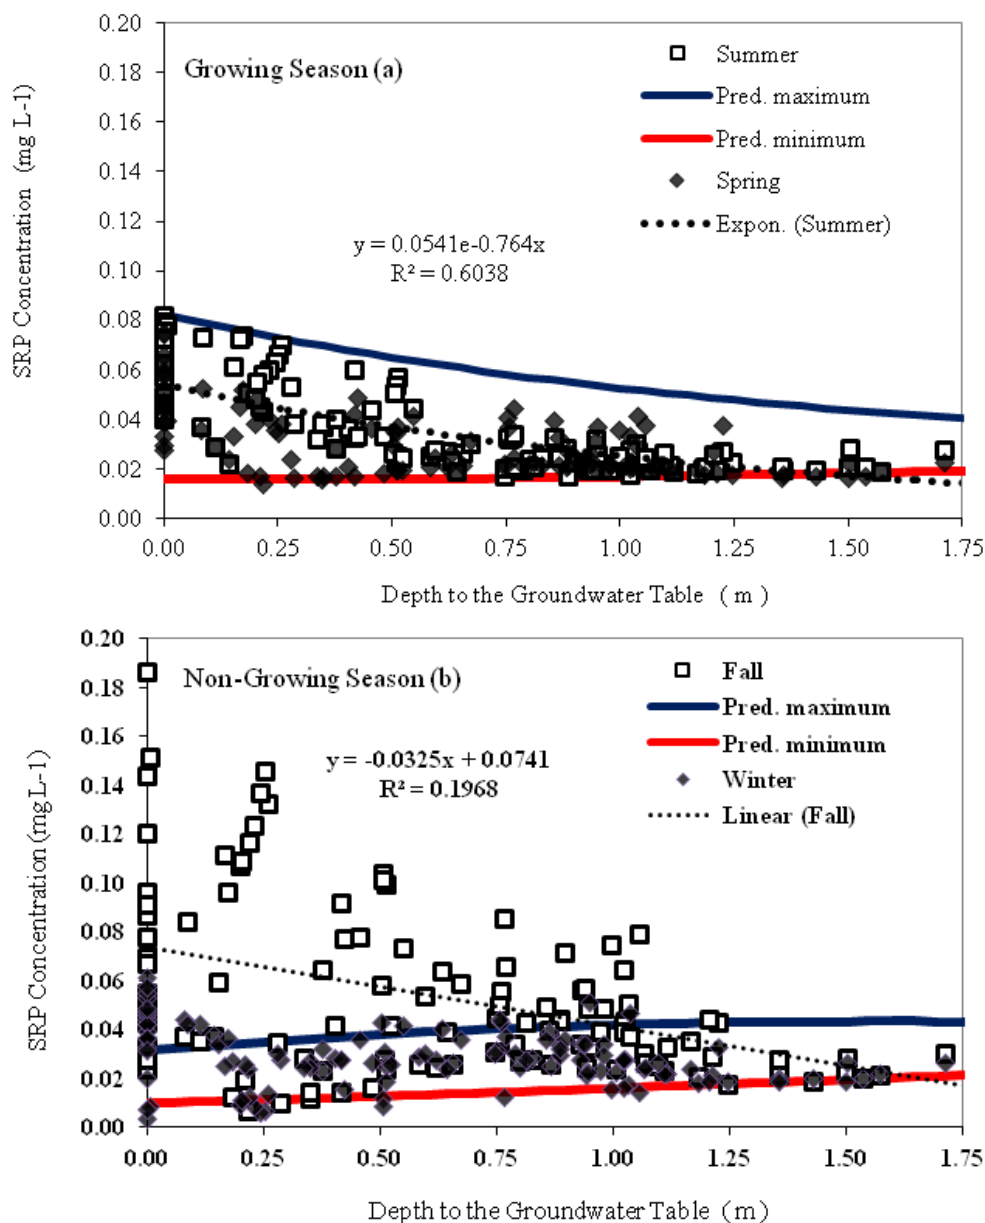 0.20
Growing Season (a)
Summer
0.18
Pred. maximum
0.16
Pred. minimum
0.14
Spring
0.12
Expon. (Summer)
y = 0.0541e-0.764x
R² = 0.6038
0.10
0.08
0.06
0.04
0.02
0.00
SRP Concentration (mg L-1)
0.00 0.25 0.50 0.75 1.00 1.25 1.50 1.75
Depth to the Groundwater Table ( m )
0.20
Non-Growing Season (b)
Fall
0.18
Pred. maximum
0.16
Pred. minimum
y = -0.0325x + 0.0741
R² = 0.1968
Winter
0.14
Linear (Fall)
0.12
0.10
0.08
0.06
0.04
0.02
0.00
SRP Concentration (mg L-1)
0.00 0.25 0.50 0.75 1.00 1.25 1.50 1.75
Depth to the Groundwater Table ( m )